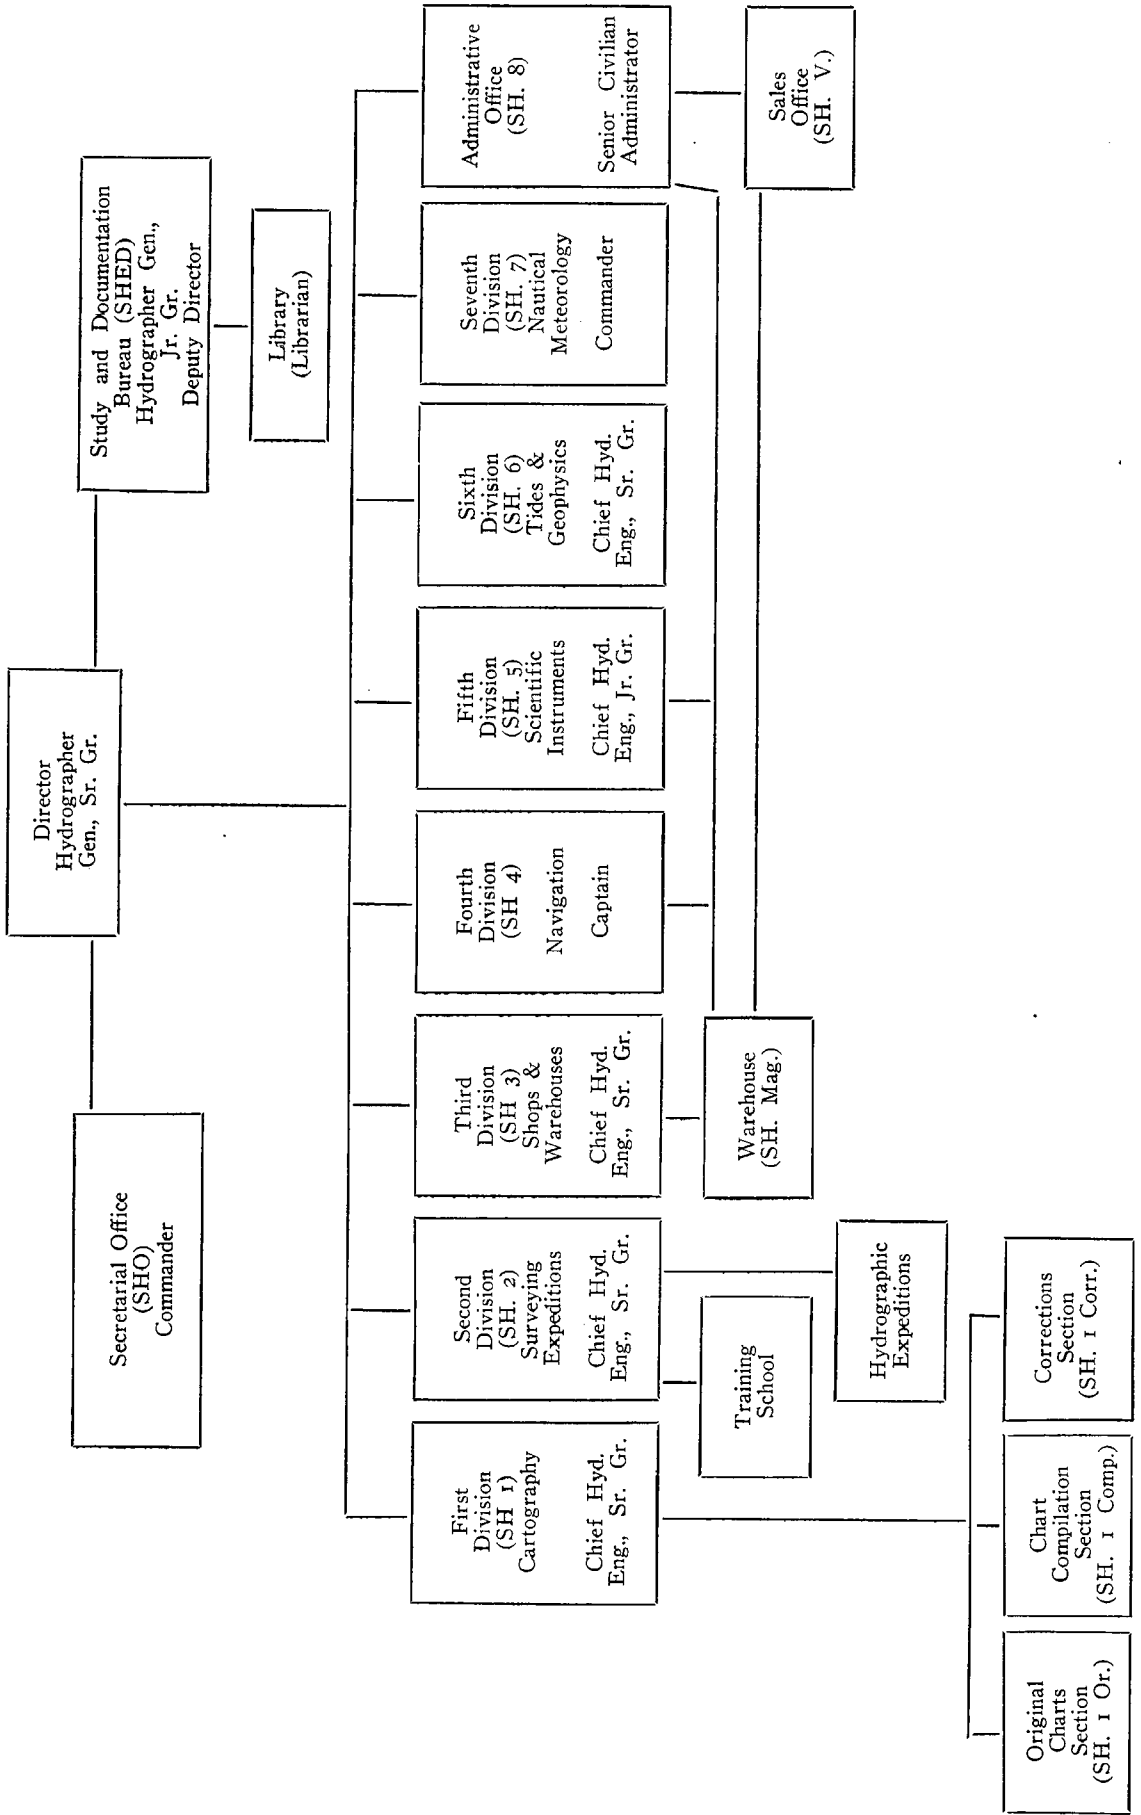 Director
Hydrographer
Gen., Sr. Gr.
Secretarial Office
(SHO)
Commander
Study and Documentation
Bureau (SHED)
Hydrographer Gen.,
Jr. Gr.
Deputy Director
Library
(Librarian)
First
Division
(SH 1)
Cartography
Chief Hyd.
Eng., Sr. Gr.
Second
Division
(SH. 2)
Surveying
Expeditions
Chief Hyd.
Eng., Sr. Gr.
Third
Division
(SH 3)
Shops &
Warehouses
Chief Hyd.
Eng., Sr. Gr.
Fourth
Division
(SH 4)
Navigation
Captain
Fifth
Division
(SH. 5)
Scientific
Instruments
Chief Hyd.
Eng., Jr. Gr.
Sixth
Division
(SH. 6)
Tides &
Geophysics
Chief Hyd.
Eng., Sr. Gr.
Seventh
Division
(SH. 7)
Nautical
Meteorology
Commander
Administrative
Office
(SH. 8)
Senior Civilian
Administrator
Training
School
Hydrographic
Expeditions
Warehouse
(SH. Mag.)
Sales
Office
(SH. V.)
Original
Charts
Section
(SH. 1 Or.)
Chart
Compilation
Section
(SH. 1 Comp.)
Corrections
Section
(SH. 1 Corr.)